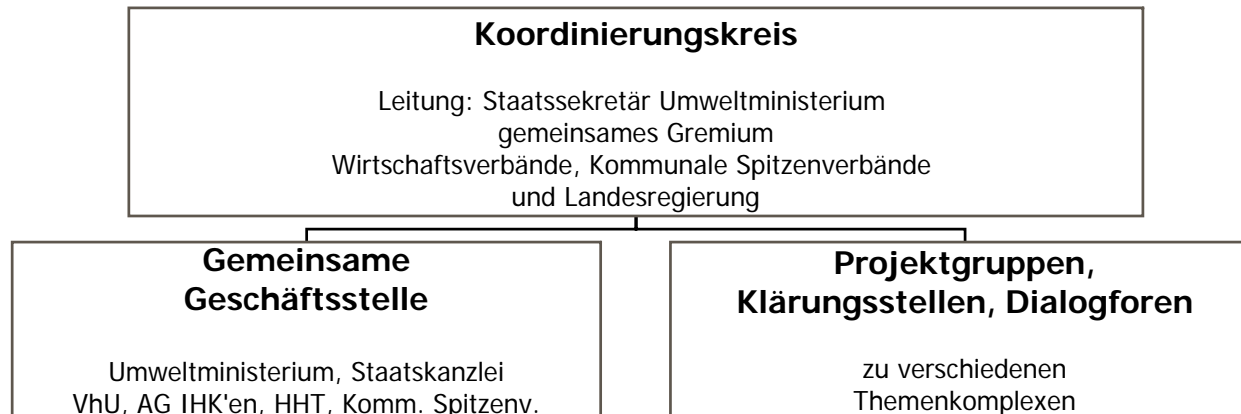 Koordinierungskreis
Leitung: Staatssekretär Umweltministerium
gemeinsames Gremium
Wirtschaftsverbände, Kommunale Spitzenverbände
und Landesregierung
Gemeinsame
Geschäftsstelle
Umweltministerium, Staatskanzlei
VhU, AG IHK'en, HHT, Komm. Spitzenv.
Projektgruppen,
Klärungsstellen, Dialogforen
zu verschiedenen
Themenkomplexen